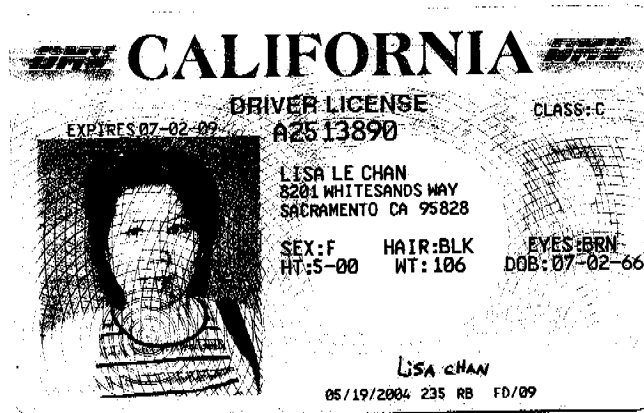 DMV CALIFORNIA DMV
DRIVER LICENSE
CLASS:C
EXPIRES 07-02-09
A2513890
LISA LE CHAN
8201 WHITESANDS WAY
SACRAMENTO CA 95828
SEX:F HAIR:BLK EYES:BRN
HT:5-00 WT:106 DOB:07-02-66
LiSA cHAN
05/19/2004 235 RB FD/09